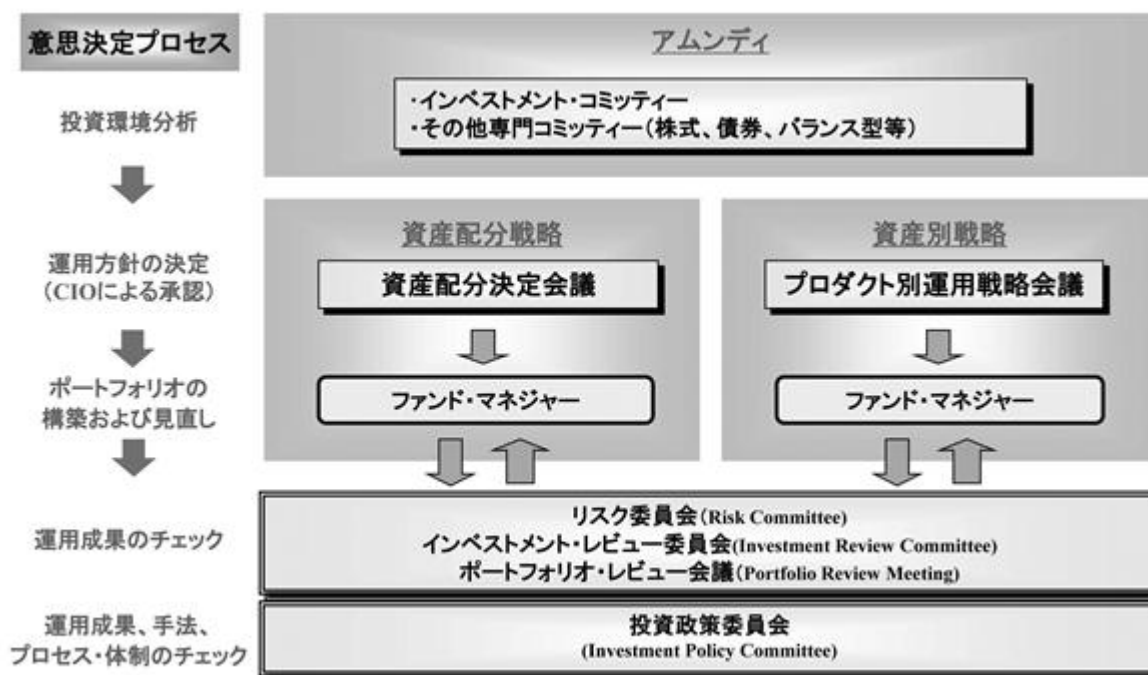 意思決定プロセス
アムンディ
投資環境分析
・インベストメント・コミッティー
・その他専門コミッティー(株式、債券、バランス型等)
資産配分戦略
資産別戦略
運用方針の決定
(CIOによる承認)
資産配分決定会議
プロダクト別運用戦略会議
ポートフォリオの
構築および見直し
ファンド・マネジャー
ファンド・マネジャー
運用成果のチェック
リスク委員会(Risk Committee)
インベストメント・レビュー委員会(Investment Review Committee)
ポートフォリオ・レビュー会議(Portfolio Review Meeting)
運用成果、手法、
プロセス・体制のチェック
投資政策委員会
(Investment Policy Committee)